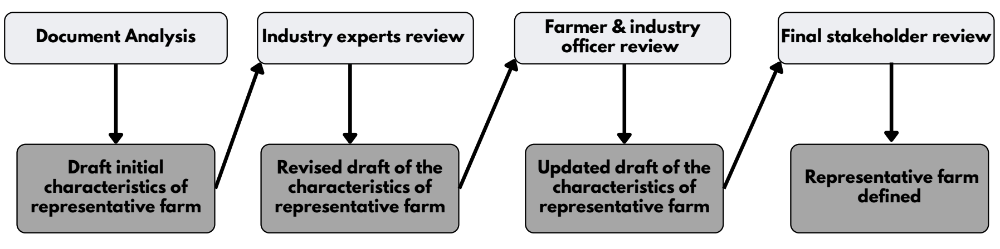 Document Analysis
Draft initial
characteristics of
representative farm
Industry experts review
Revised draft of the
characteristics of
representative farm
Farmer & industry
officer review
Updated draft of the
characteristics of
representative farm
Final stakeholder review
Representative farm
defined